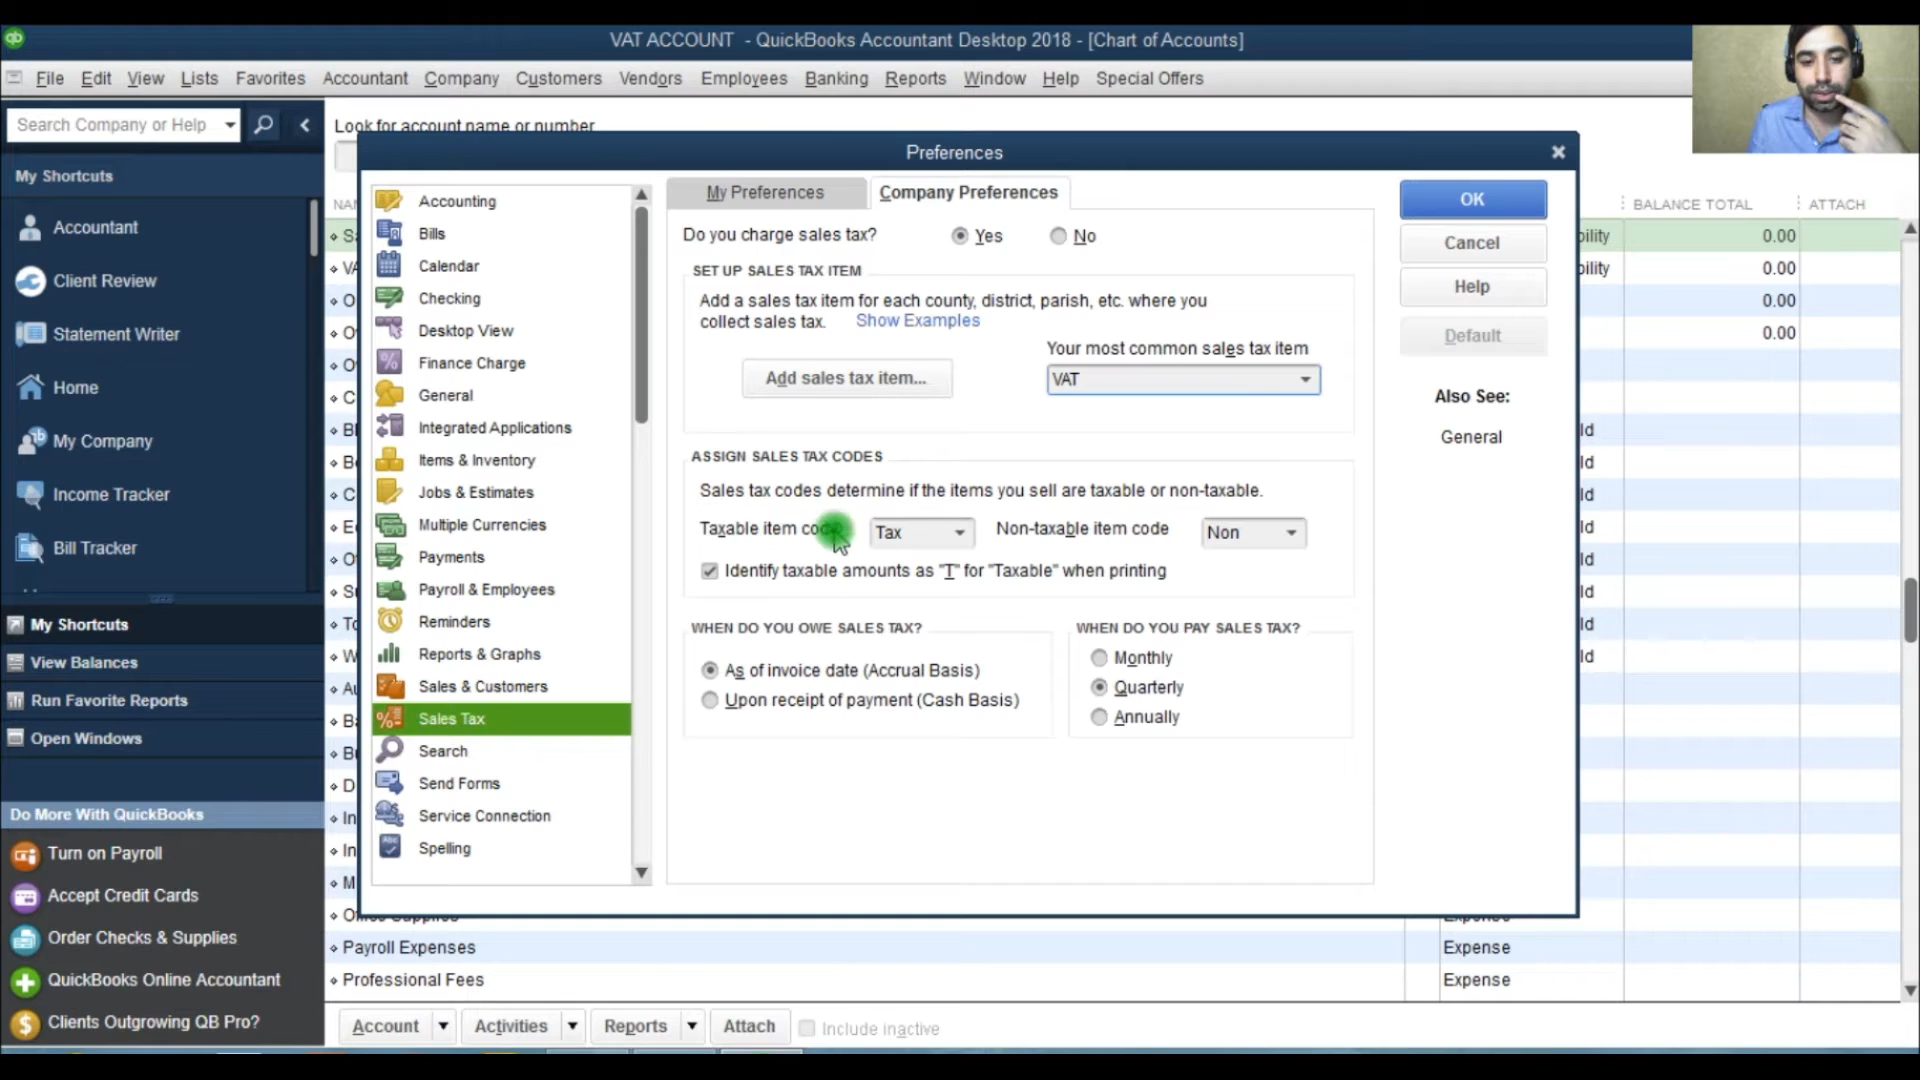 qb
VAT ACCOUNT - QuickBooks Accountant Desktop 2018 - [Chart of Accounts]
File Edit View Lists Favorites Accountant Company Customers Vendors Employees Banking Reports Window Help Special Offers
Search Company or Help
Look for account name or number
My Shortcuts
Accountant
Client Review
Statement Writer
Home
My Company
Income Tracker
Bill Tracker
My Shortcuts
View Balances
Run Favorite Reports
Open Windows
Do More With QuickBooks
Turn on Payroll
Accept Credit Cards
Order Checks & Supplies
QuickBooks Online Accountant
Clients Outgrowing QB Pro?
Preferences
Accounting
Bills
Calendar
Checking
Desktop View
Finance Charge
General
Integrated Applications
Items & Inventory
Jobs & Estimates
Multiple Currencies
Payments
Payroll & Employees
Reminders
Reports & Graphs
Sales & Customers
Sales Tax
Search
Send Forms
Service Connection
Spelling
My Preferences Company Preferences
Do you charge sales tax? Yes No
SET UP SALES TAX ITEM
Add a sales tax item for each county, district, parish, etc. where you
collect sales tax. Show Examples
Your most common sales tax item
Add sales tax item... VAT
ASSIGN SALES TAX CODES
Sales tax codes determine if the items you sell are taxable or non-taxable.
Taxable item code Tax Non-taxable item code Non
Identify taxable amounts as "T" for "Taxable" when printing
WHEN DO YOU OWE SALES TAX?
As of invoice date (Accrual Basis)
Upon receipt of payment (Cash Basis)
WHEN DO YOU PAY SALES TAX?
Monthly
Quarterly
Annually
OK
Cancel
Help
Default
Also See:
General
BALANCE TOTAL ATTACH
0.00
0.00
0.00
0.00
Office Supplies Expense
Payroll Expenses Expense
Professional Fees Expense
Account Activities Reports Attach Include inactive